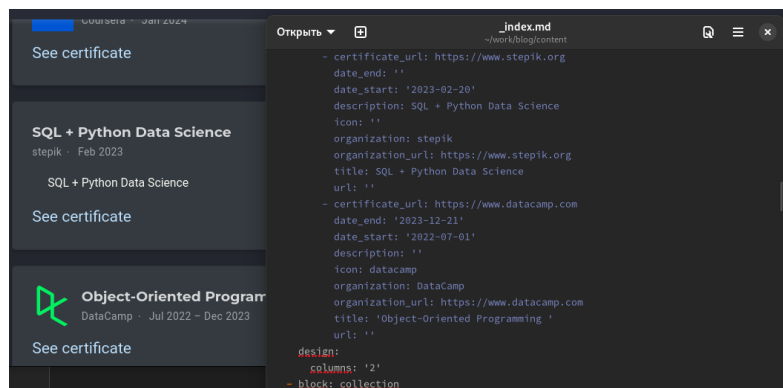 Coursera · Jan 2024
See certificate
SQL + Python Data Science
stepik · Feb 2023
SQL + Python Data Science
See certificate
Object-Oriented Program
DataCamp · Jul 2022 – Dec 2023
See certificate
Открыть
_index.md
~/work/blog/content
- certificate_url: https://www.stepik.org
date_end: ''
date_start: '2023-02-20'
description: SQL + Python Data Science
icon: ''
organization: stepik
organization_url: https://www.stepik.org
title: SQL + Python Data Science
url: ''
- certificate_url: https://www.datacamp.com
date_end: '2023-12-21'
date_start: '2022-07-01'
description: ''
icon: datacamp
organization: DataCamp
organization_url: https://www.datacamp.com
title: 'Object-Oriented Programming '
url: ''
design:
columns: '2'
- block: collection